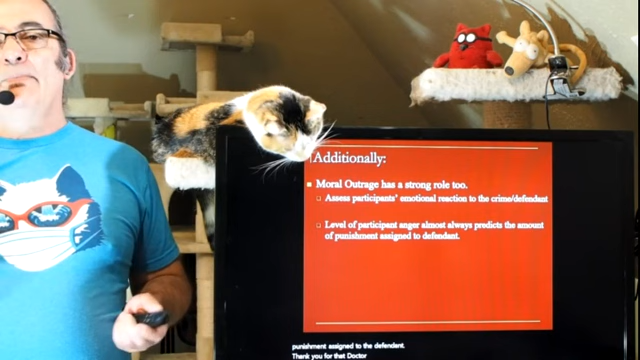 Additionally:
Moral Outrage has a strong role too.
Assess participants' emotional reaction to the crime/defendant
Level of participant anger almost always predicts the amount
of punishment assigned to defendant.
punishment assigned to the defendant.
Thank you for that Doctor